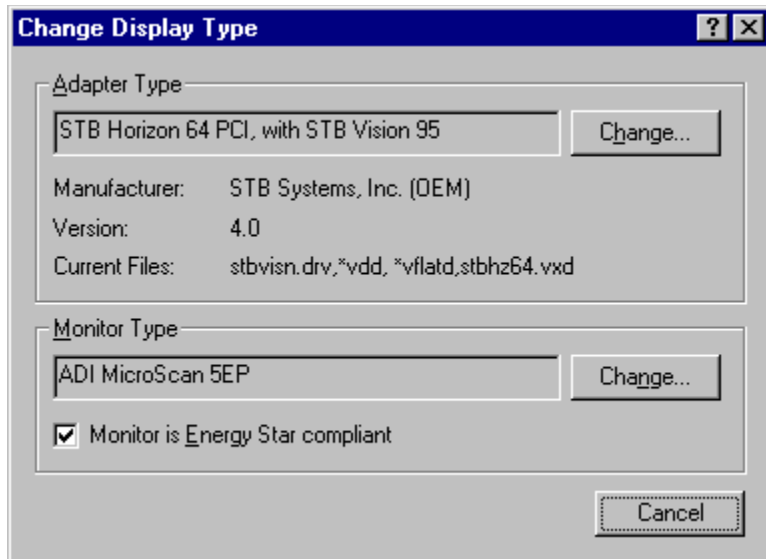 Change Display Type
Adapter Type
STB Horizon 64 PCI, with STB Vision 95
Change...
Manufacturer: STB Systems, Inc. (OEM)
Version: 4.0
Current Files: stbvisn.drv,*vdd, *vflatd,stbhz64.vxd
Monitor Type
ADI MicroScan 5EP
Change...
Monitor is Energy Star compliant
Cancel